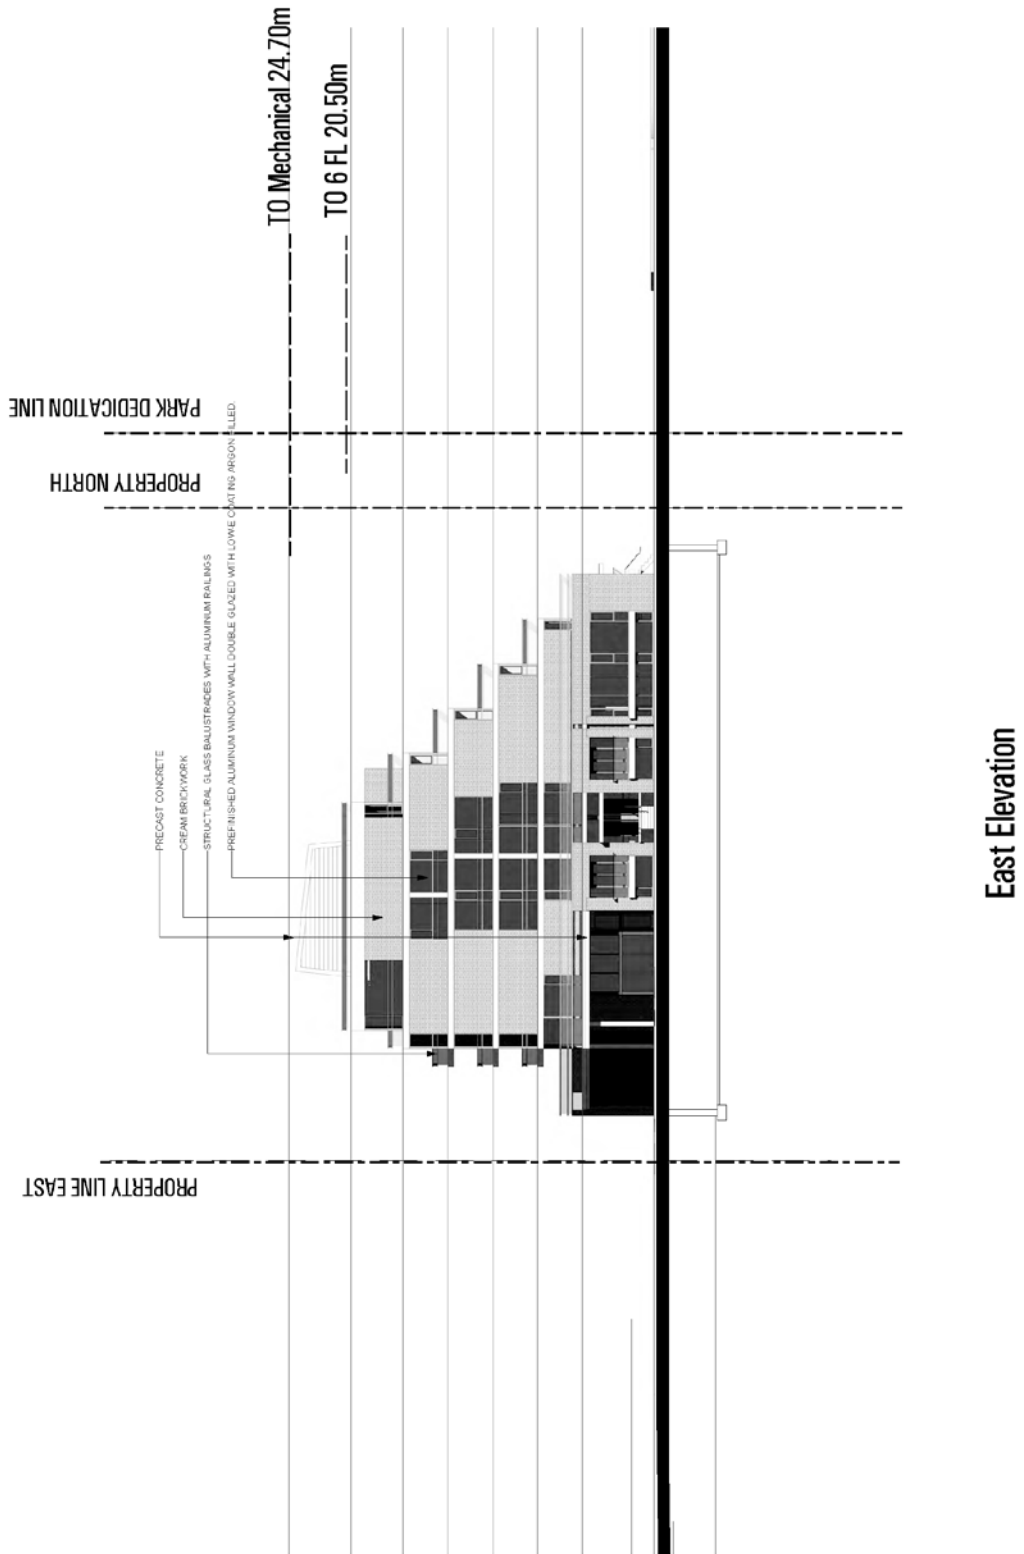 TO Mechanical 24.70m
TO 6 FL 20.50m
PARK DEDICATION LINE
PROPERTY NORTH
PREFINISHED ALUMINUM WINDOW WALL DOUBLE GLAZED WITH LOW-E COATING ARGON FILLED.
STRUCTURAL GLASS BALUSTRADES WITH ALUMINUM RAILINGS
CREAM BRICKWORK
PRECAST CONCRETE
PROPERTY LINE EAST
East Elevation